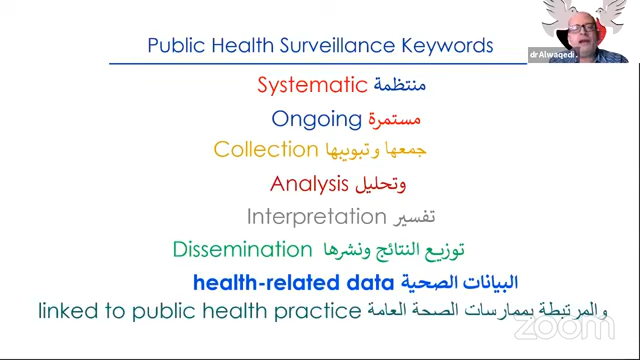 Public Health Surveillance Keywords
dr Alwaqedi .
Systematic منتظمة
Ongoing مستمرة
Collection جمعها وتبويبها
Analysis وتحليل
Interpretation تفسير
Dissemination توزيع النتائج ونشرها
health-related data البيانات الصحية
linked to public health practice والمرتبطة بممارسات الصحة العامة
zoom